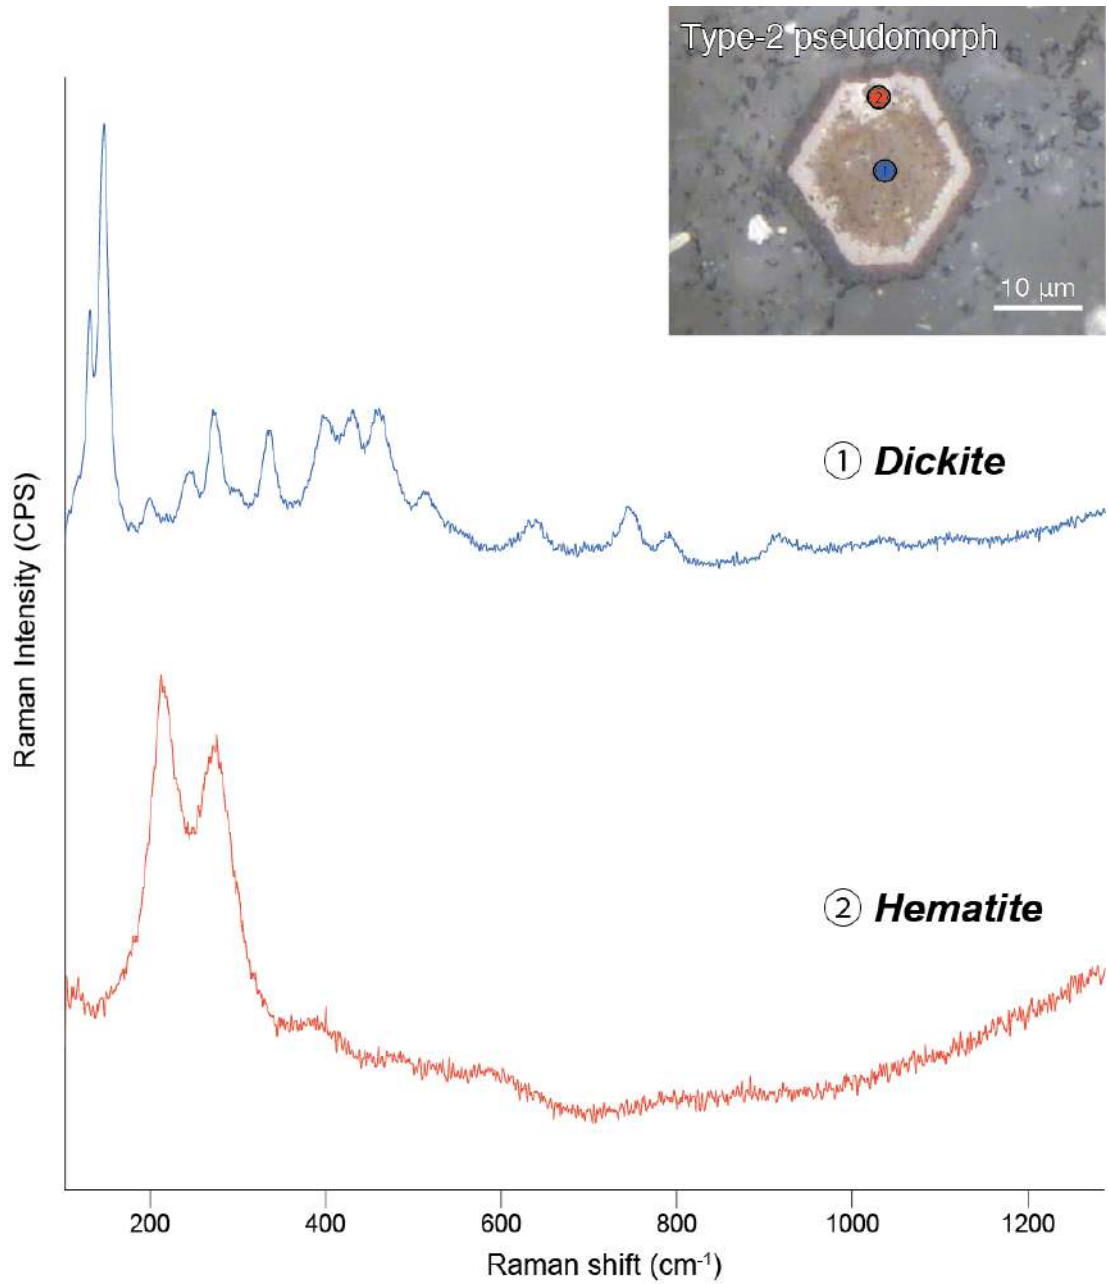 Type-2 pseudomorph
2
1
10 μm
① Dickite
② Hematite
Raman Intensity (CPS)
200 400 600 800 1000 1200
Raman shift (cm⁻¹)